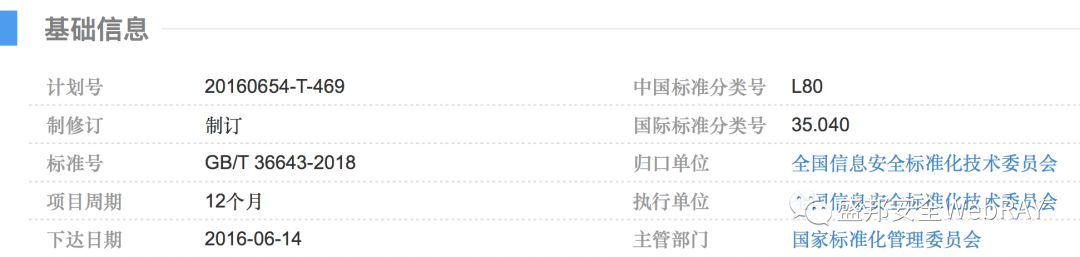 基础信息
计划号 20160654-T-469 中国标准分类号 L80
制修订 制订 国际标准分类号 35.040
标准号 GB/T 36643-2018 归口单位 全国信息安全标准化技术委员会
项目周期 12个月 执行单位 全国信息安全标准化技术委员会
盛邦安全WebRAY
下达日期 2016-06-14 主管部门 国家标准化管理委员会